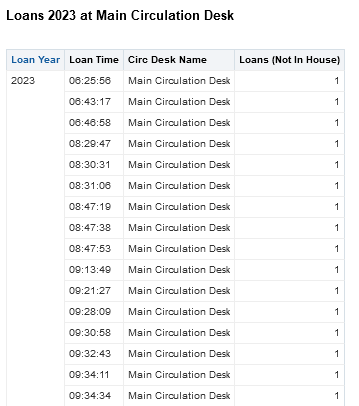 Loans 2023 at Main Circulation Desk
Loan Year Loan Time Circ Desk Name Loans (Not In House)
2023 06:25:56 Main Circulation Desk 1
06:43:17 Main Circulation Desk 1
06:46:58 Main Circulation Desk 1
08:29:47 Main Circulation Desk 1
08:30:31 Main Circulation Desk 1
08:31:06 Main Circulation Desk 1
08:47:19 Main Circulation Desk 1
08:47:38 Main Circulation Desk 1
08:47:53 Main Circulation Desk 1
09:13:49 Main Circulation Desk 1
09:21:27 Main Circulation Desk 1
09:28:09 Main Circulation Desk 1
09:30:58 Main Circulation Desk 1
09:32:43 Main Circulation Desk 1
09:34:11 Main Circulation Desk 1
09:34:34 Main Circulation Desk 1